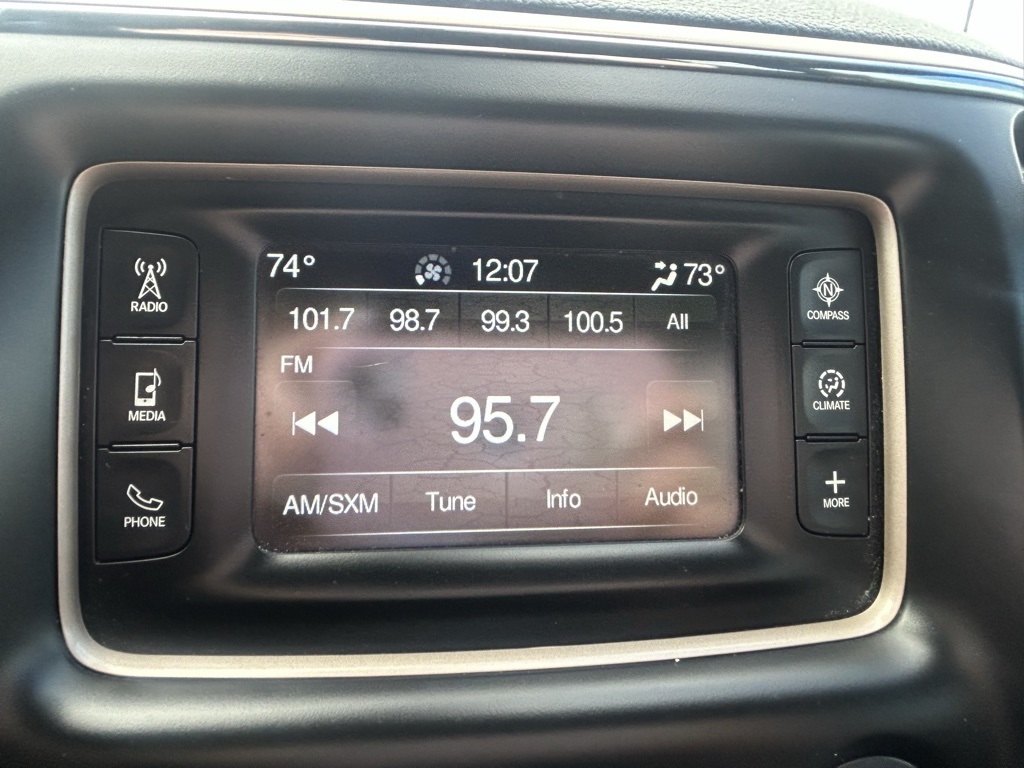 74° 12:07 73°
101.7 98.7 99.3 100.5 All
FM
95.7
AM/SXM Tune Info Audio
RADIO
MEDIA
PHONE
N
COMPASS
CLIMATE
MORE